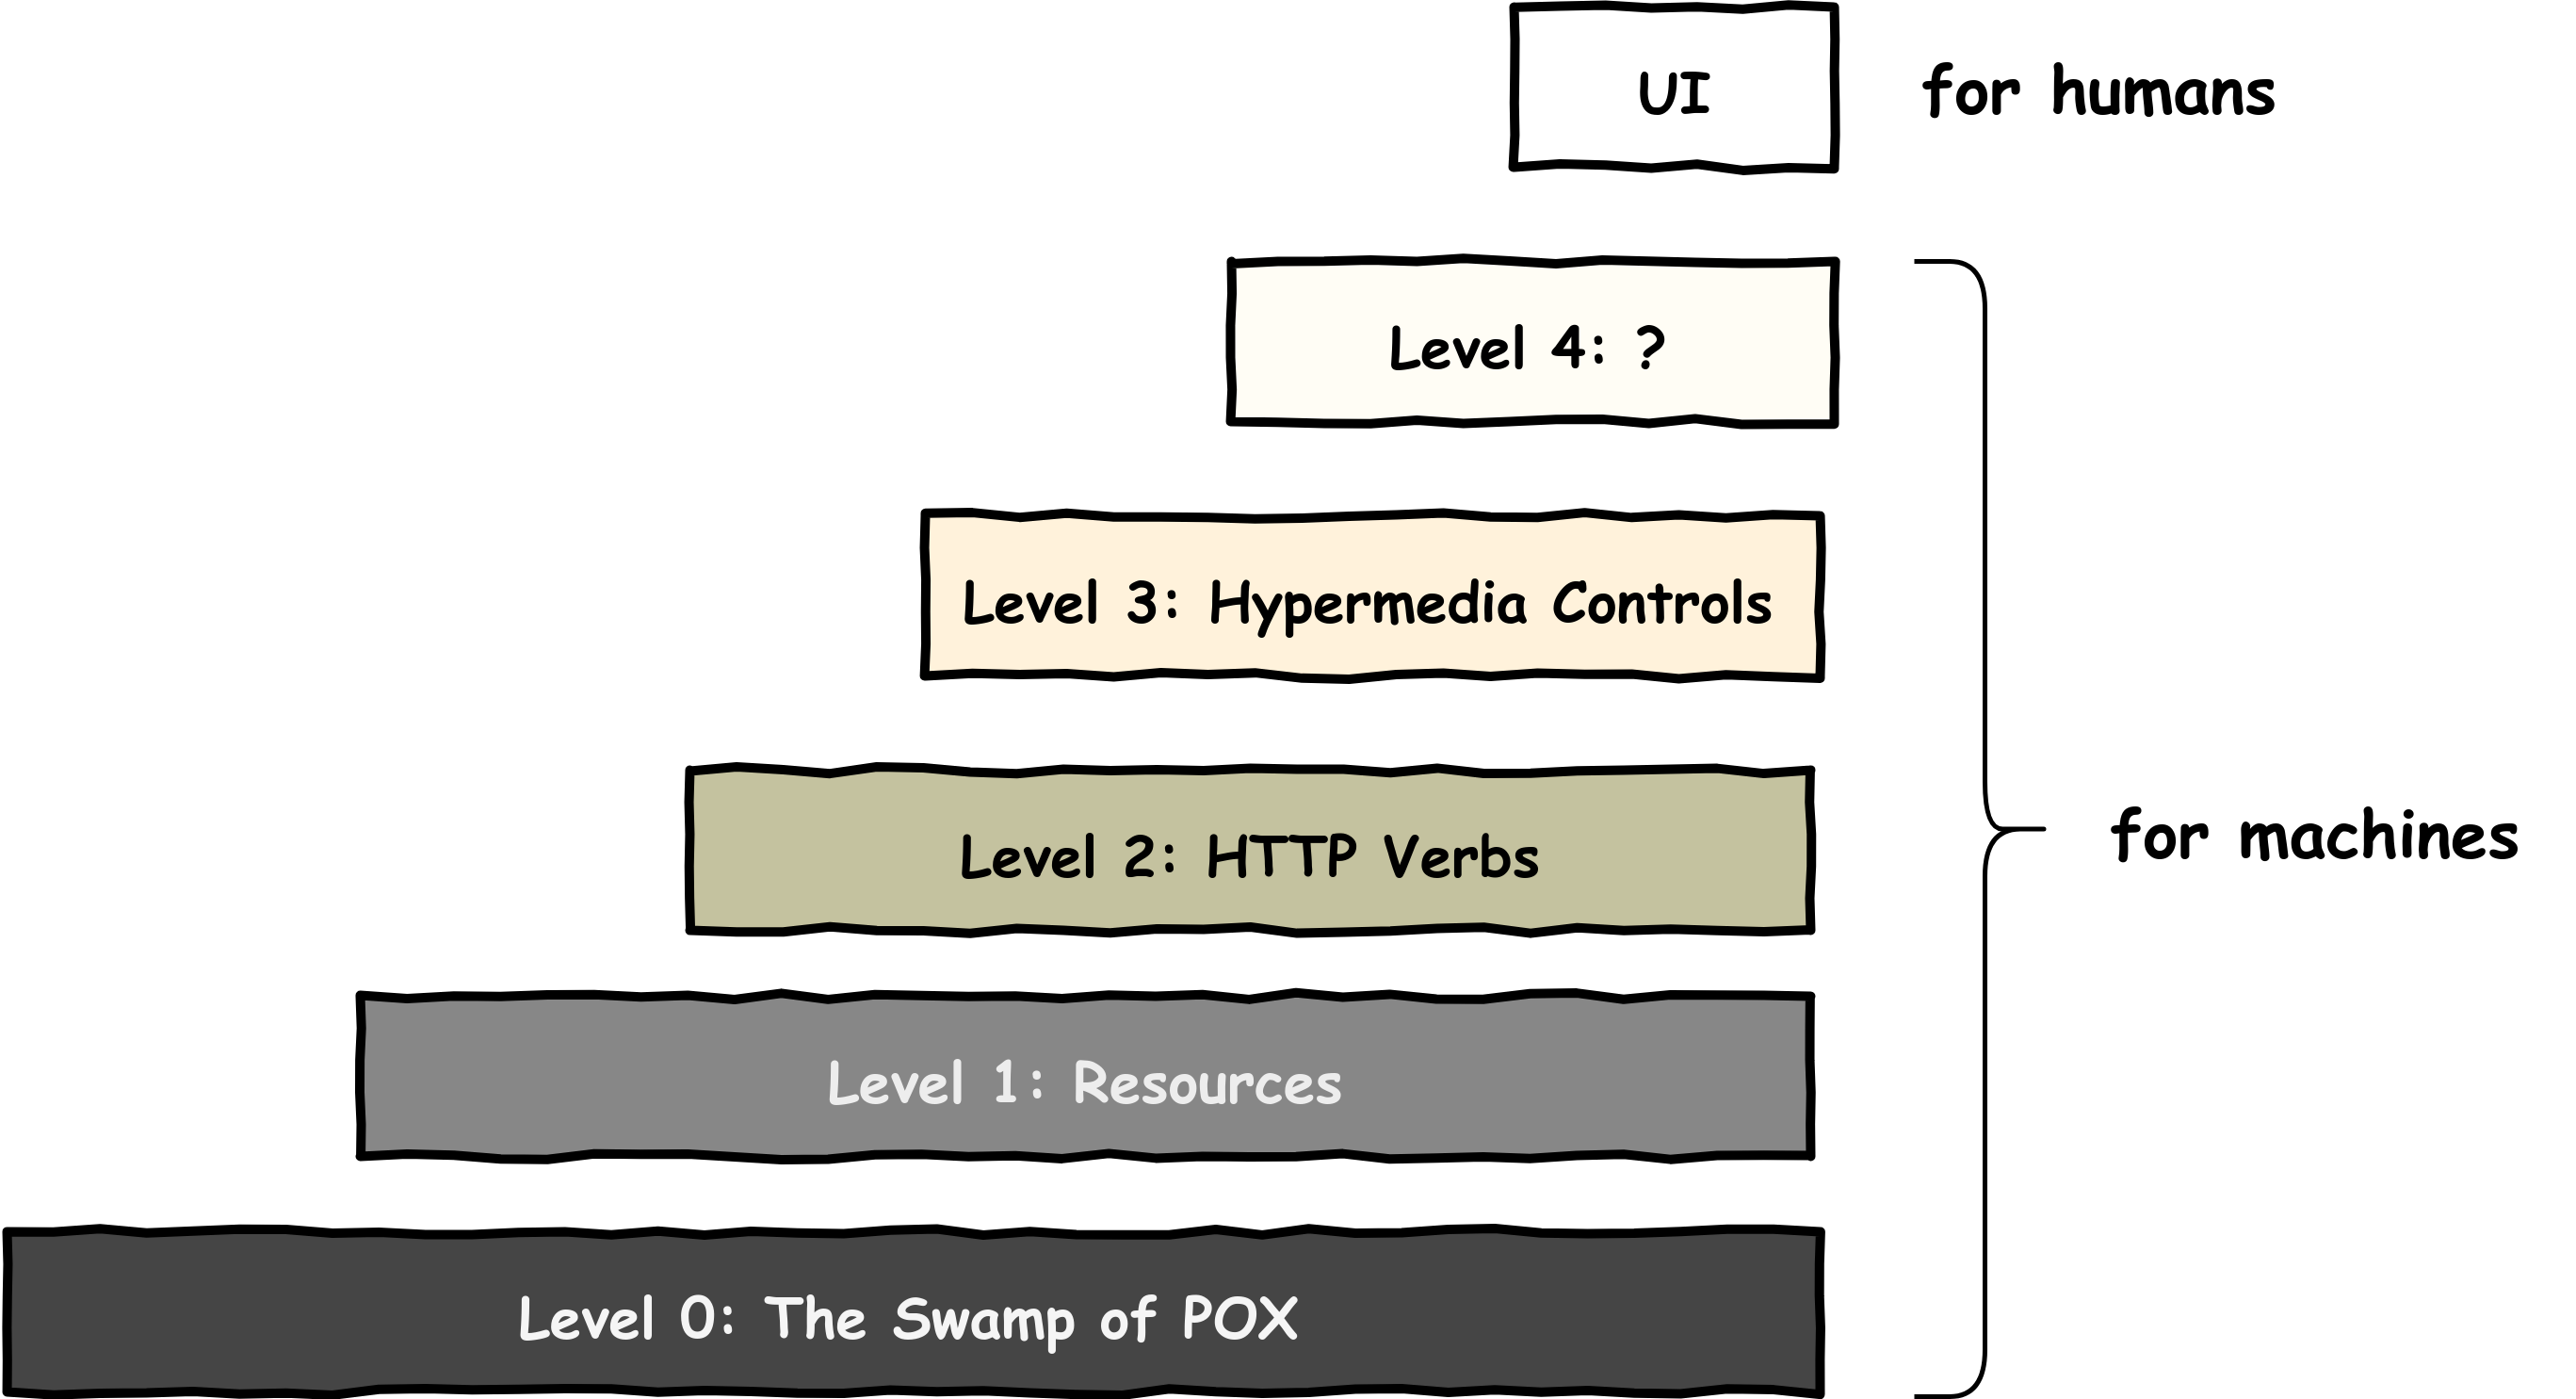 UI
for humans
Level 4: ?
Level 3: Hypermedia Controls
Level 2: HTTP Verbs
for machines
Level 1: Resources
Level 0: The Swamp of POX